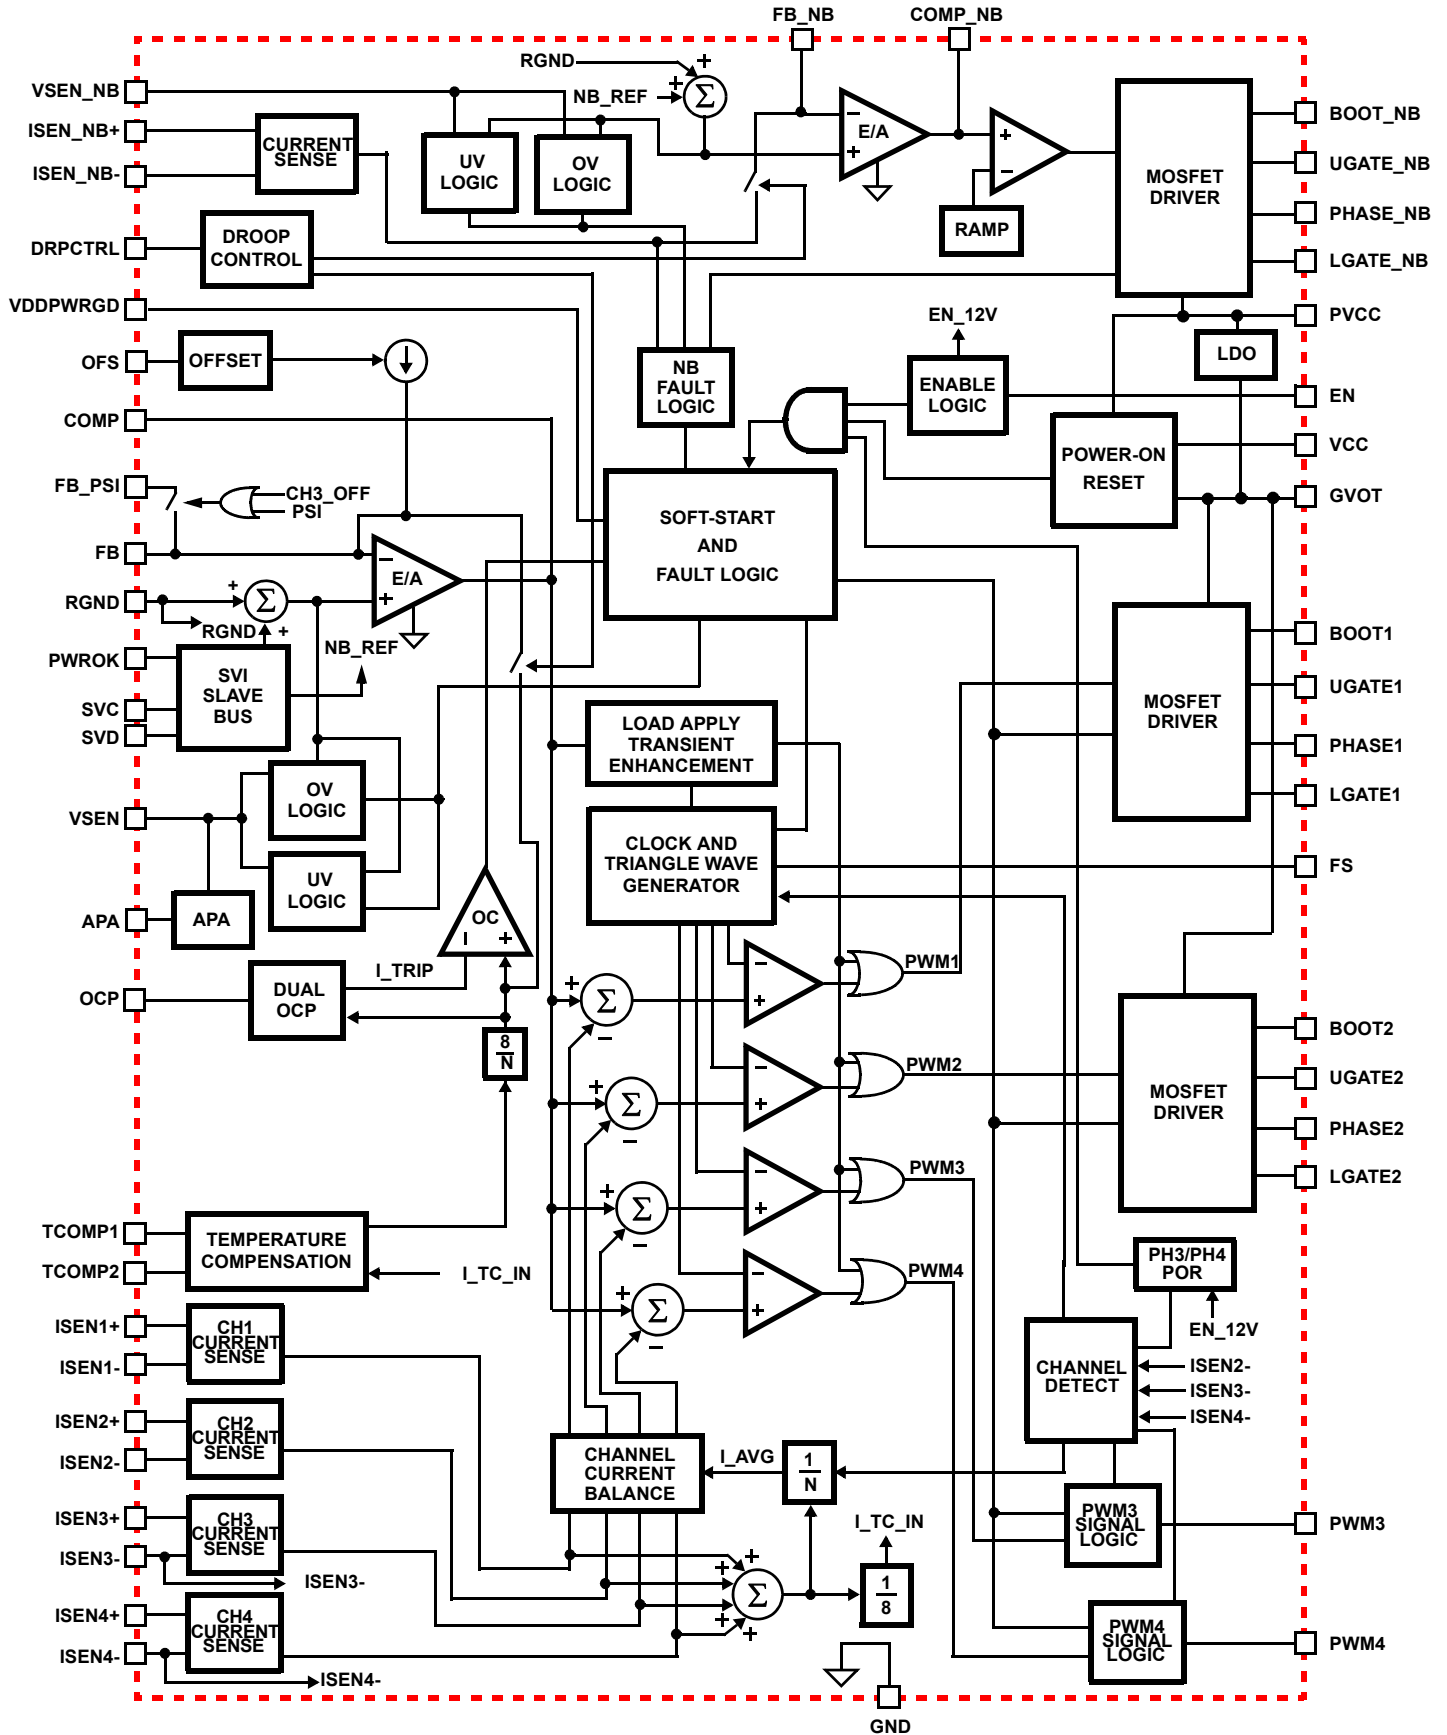 FB_NB
COMP_NB
RGND
+
VSEN_NB
NB_REF
+
Σ
ISEN_NB+
CURRENT
SENSE
ISEN_NB-
UV
LOGIC
OV
LOGIC
−
E/A
+
+
−
RAMP
MOSFET
DRIVER
BOOT_NB
UGATE_NB
PHASE_NB
LGATE_NB
DRPCTRL
DROOP
CONTROL
VDDPWRGD
EN_12V
PVCC
LDO
OFS
OFFSET
NB
FAULT
LOGIC
ENABLE
LOGIC
EN
COMP
POWER-ON
RESET
VCC
GVOT
FB_PSI
CH3_OFF
PSI
SOFT-START
AND
FAULT LOGIC
FB
−
E/A
+
RGND
+
Σ
RGND
+
NB_REF
PWROK
SVC
SVD
SVI
SLAVE
BUS
MOSFET
DRIVER
BOOT1
UGATE1
PHASE1
LGATE1
LOAD APPLY
TRANSIENT
ENHANCEMENT
OV
LOGIC
VSEN
UV
LOGIC
CLOCK AND
TRIANGLE WAVE
GENERATOR
FS
APA
APA
OC
−
+
I_TRIP
OCP
DUAL
OCP
8
N
+
Σ
−
−
+
PWM1
+
Σ
−
−
+
PWM2
MOSFET
DRIVER
BOOT2
UGATE2
PHASE2
LGATE2
+
Σ
−
−
+
PWM3
TCOMP1
TCOMP2
TEMPERATURE
COMPENSATION
I_TC_IN
+
Σ
−
−
+
PWM4
PH3/PH4
POR
EN_12V
ISEN1+
ISEN1-
CH1
CURRENT
SENSE
CHANNEL
DETECT
ISEN2-
ISEN3-
ISEN4-
ISEN2+
ISEN2-
CH2
CURRENT
SENSE
CHANNEL
CURRENT
BALANCE
I_AVG
1
N
ISEN3+
ISEN3-
CH3
CURRENT
SENSE
ISEN3-
I_TC_IN
1
8
PWM3
SIGNAL
LOGIC
PWM3
+
+
Σ
+
+
ISEN4+
ISEN4-
CH4
CURRENT
SENSE
ISEN4-
PWM4
SIGNAL
LOGIC
PWM4
GND